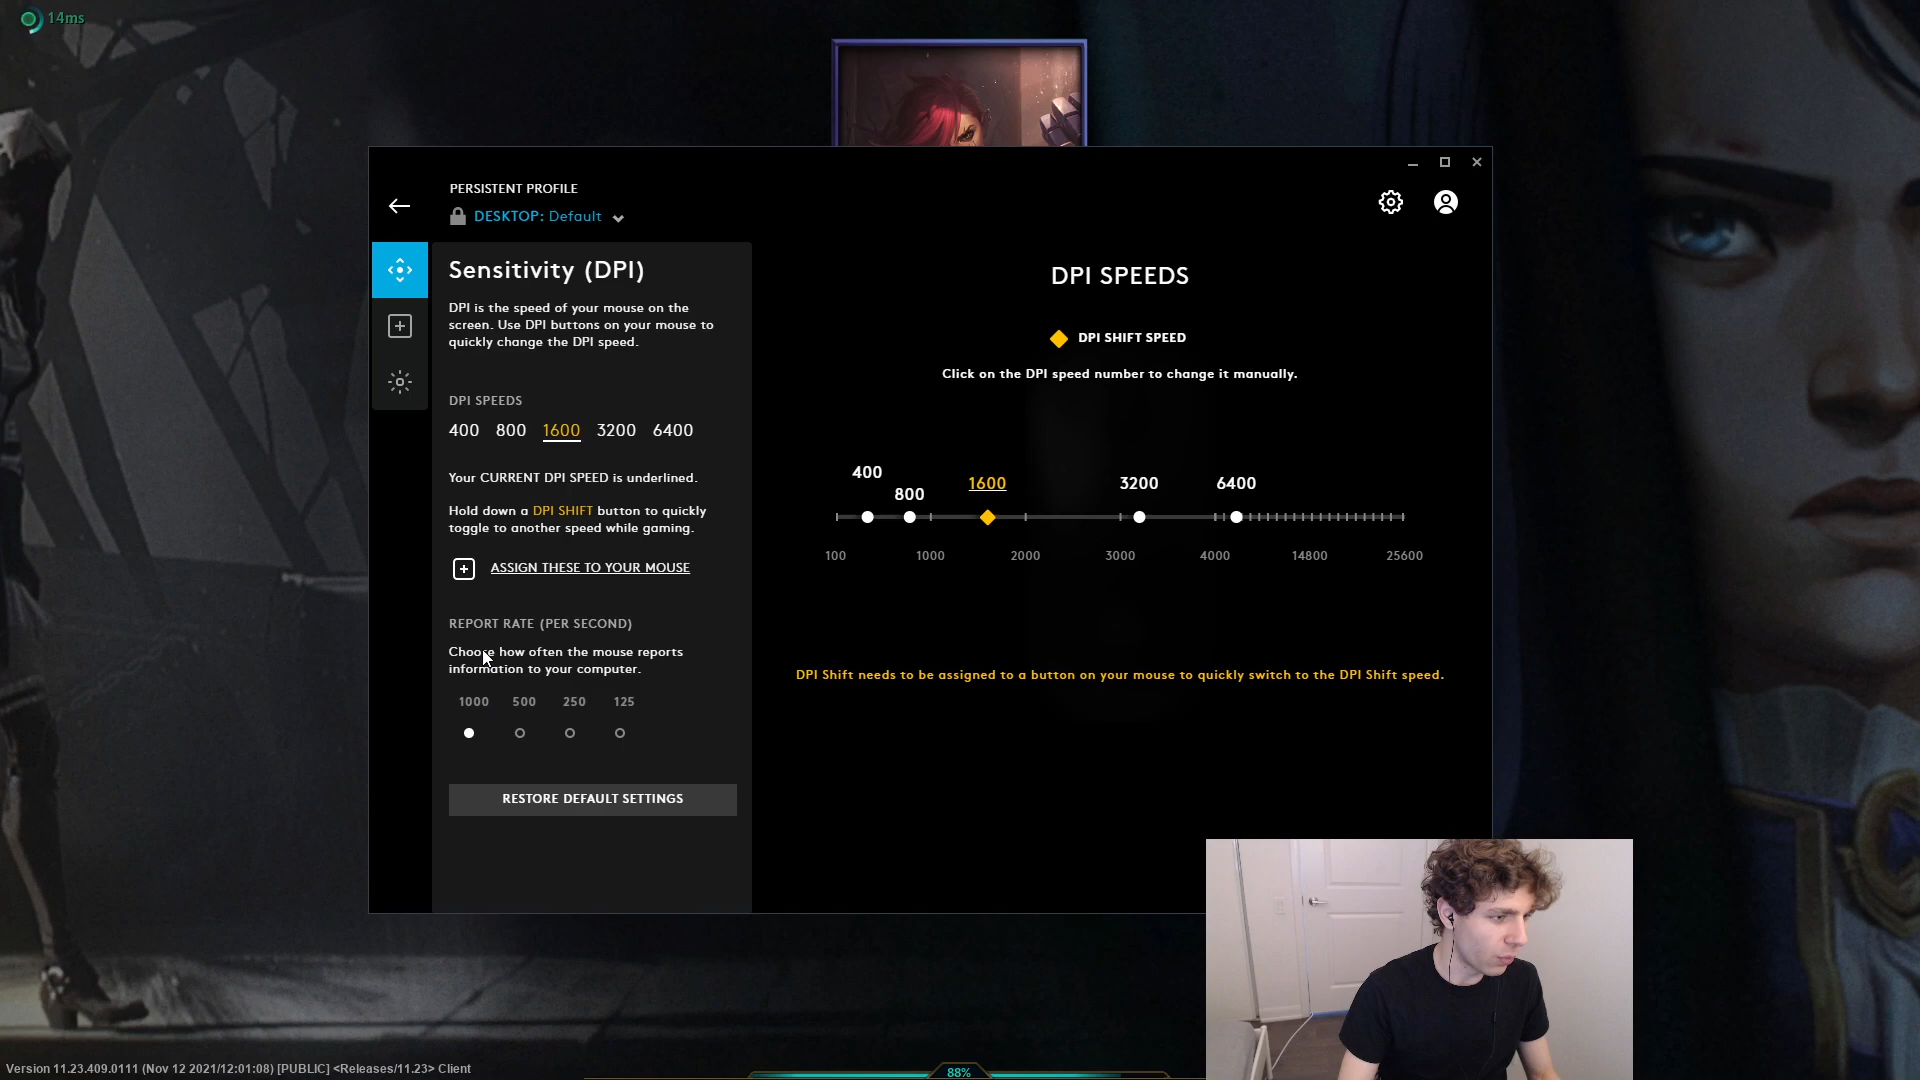 14ms
PERSISTENT PROFILE
DESKTOP: Default
Sensitivity (DPI)
DPI is the speed of your mouse on the
screen. Use DPI buttons on your mouse to
quickly change the DPI speed.
DPI SPEEDS
400 800 1600 3200 6400
Your CURRENT DPI SPEED is underlined.
Hold down a DPI SHIFT button to quickly
toggle to another speed while gaming.
ASSIGN THESE TO YOUR MOUSE
REPORT RATE (PER SECOND)
Choose how often the mouse reports
information to your computer.
1000 500 250 125
RESTORE DEFAULT SETTINGS
DPI SPEEDS
DPI SHIFT SPEED
Click on the DPI speed number to change it manually.
400 800 1600 3200 6400
100 1000 2000 3000 4000 14800 25600
DPI Shift needs to be assigned to a button on your mouse to quickly switch to the DPI Shift speed.
Version 11.23.409.0111 (Nov 12 2021/12:01:08) [PUBLIC] <Releases/11.23> Client
88%